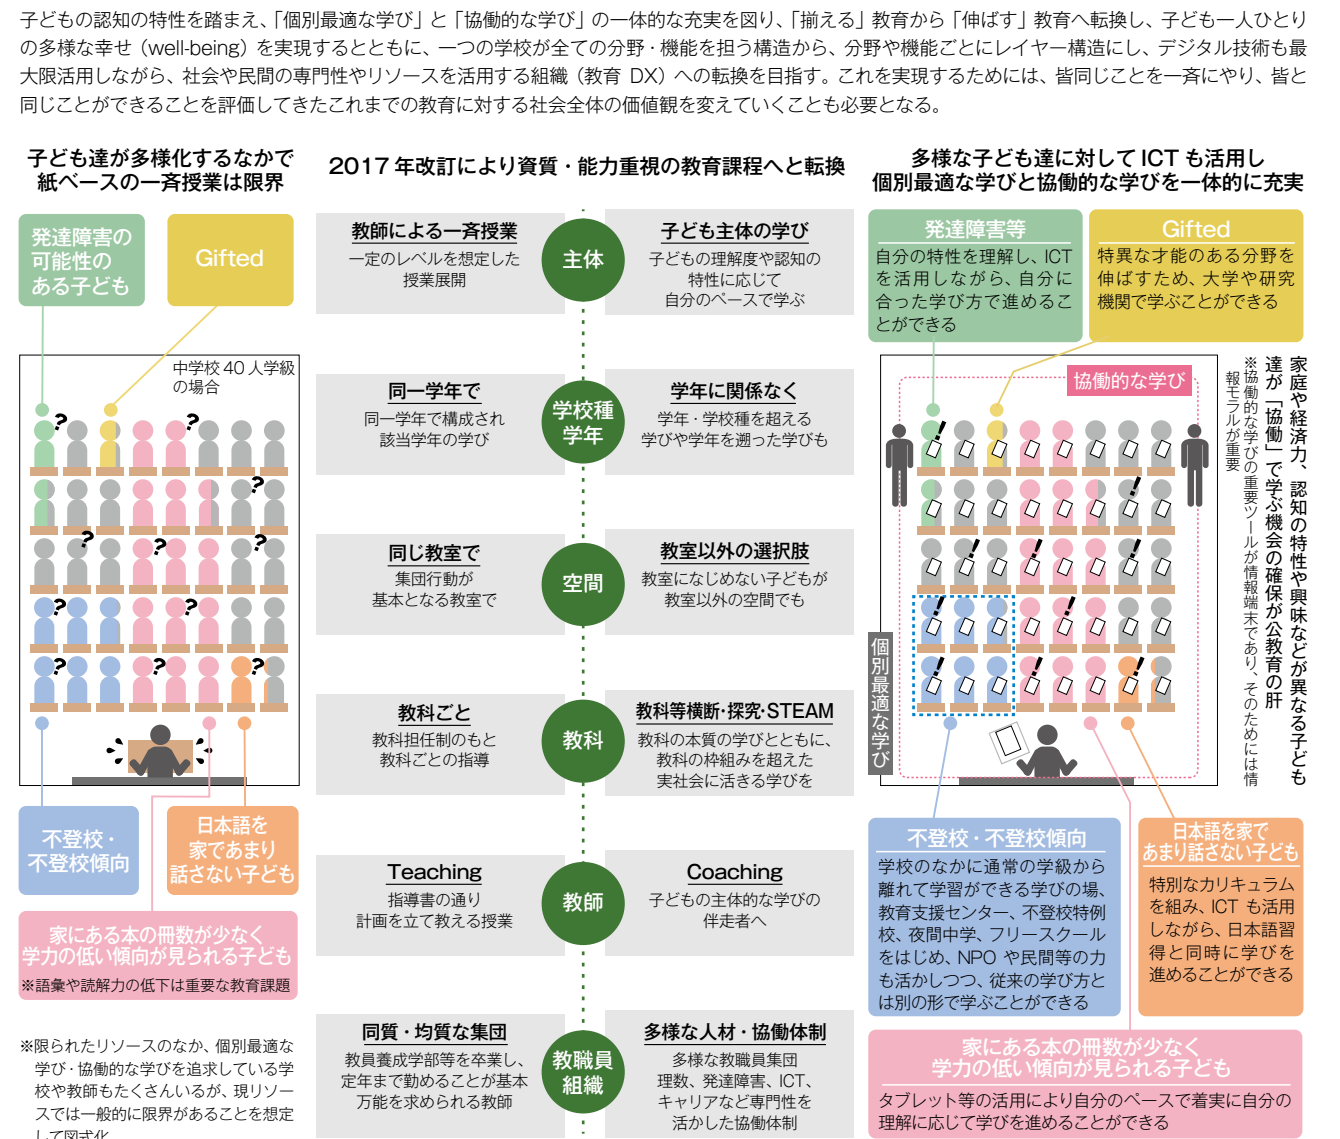 子どもの認知の特性を踏まえ、「個別最適な学び」と「協働的な学び」の一体的な充実を図り、「揃える」教育から「伸ばす」教育へ転換し、子ども一人ひとり
の多様な幸せ（well-being）を実現するとともに、一つの学校が全ての分野・機能を担う構造から、分野や機能ごとにレイヤー構造にし、デジタル技術も最
大限活用しながら、社会や民間の専門性やリソースを活用する組織（教育 DX）への転換を目指す。これを実現するためには、皆同じことを一斉にやり、皆と
同じことができることを評価してきたこれまでの教育に対する社会全体の価値観を変えていくことも必要となる。
子ども達が多様化するなかで
紙ベースの一斉授業は限界
発達障害の
可能性の
ある子ども
Gifted
中学校 40 人学級
の場合
?
?
?
?
?
?
?
?
?
?
?
不登校・
不登校傾向
日本語を
家であまり
話さない子ども
家にある本の冊数が少なく
学力の低い傾向が見られる子ども
※語彙や読解力の低下は重要な教育課題
※限られたリソースのなか、個別最適な
学び・協働的な学びを追求している学
校や教師もたくさんいるが、現リソー
スでは一般的に限界があることを想定
して図式化
2017 年改訂により資質・能力重視の教育課程へと転換
教師による一斉授業
一定のレベルを想定した
授業展開
主体
子ども主体の学び
子どもの理解度や認知の
特性に応じて
自分のペースで学ぶ
同一学年で
同一学年で構成され
該当学年の学び
学校種
学年
学年に関係なく
学年・学校種を超える
学びや学年を遡った学びも
同じ教室で
集団行動が
基本となる教室で
空間
教室以外の選択肢
教室になじめない子どもが
教室以外の空間でも
教科ごと
教科担任制のもと
教科ごとの指導
教科
教科等横断・探究・STEAM
教科の本質の学びとともに、
教科の枠組みを超えた
実社会に活きる学びを
Teaching
指導書の通り
計画を立て教える授業
教師
Coaching
子どもの主体的な学びの
伴走者へ
同質・均質な集団
教員養成学部等を卒業し、
定年まで勤めることが基本
万能を求められる教師
教職員
組織
多様な人材・協働体制
多様な教職員集団
理数、発達障害、ICT、
キャリアなど専門性を
活かした協働体制
多様な子ども達に対して ICT も活用し
個別最適な学びと協働的な学びを一体的に充実
発達障害等
自分の特性を理解し、ICT
を活用しながら、自分に
合った学び方で進めるこ
とができる
Gifted
特異な才能のある分野を
伸ばすため、大学や研究
機関で学ぶことができる
協働的な学び
個別最適な学び
!
!
!
!
!
!
!
!
!
!
家庭や経済力、認知の特性や興味などが異なる子ども
達が「協働」で学ぶ機会の確保が公教育の肝
※協働的な学びの重要ツールが情報端末であり、そのためには情
報モラルが重要
不登校・不登校傾向
学校のなかに通常の学級から
離れて学習ができる学びの場、
教育支援センター、不登校特例
校、夜間中学、フリースクール
をはじめ、NPO や民間等の力
も活かしつつ、従来の学び方と
は別の形で学ぶことができる
日本語を家で
あまり話さない子ども
特別なカリキュラム
を組み、ICT も活用
しながら、日本語習
得と同時に学びを
進めることができる
家にある本の冊数が少なく
学力の低い傾向が見られる子ども
タブレット等の活用により自分のペースで着実に自分の
理解に応じて学びを進めることができる